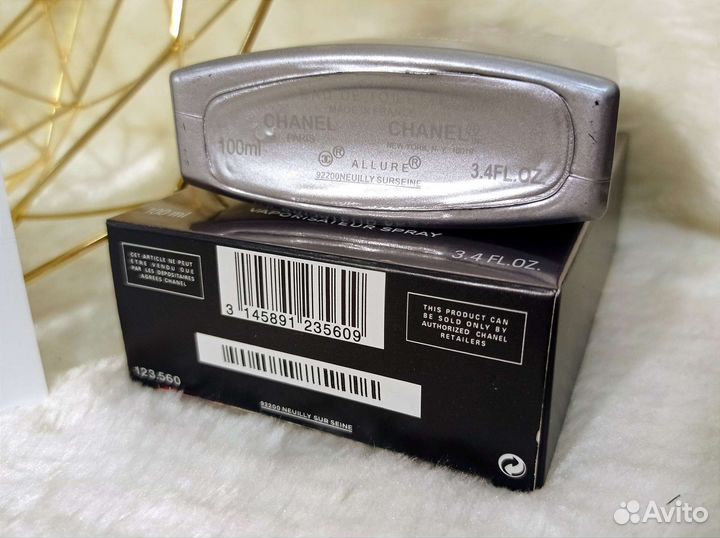 CHANEL
PARIS
CHANEL
NEW YORK, N.Y. 10019
100ml
ALLURE®
3.4FL.OZ
92200NEUILLY SURSEINE
100ml
VAPORISATEUR SPRAY
3.4 FL.OZ.
CET ARTICLE NE PEUT
ETRE VENDU QUE
PAR LES DEPOSITAIRES
AGREES CHANEL
3 145891 235609
THIS PRODUCT CAN
BE SOLD ONLY BY
AUTHORIZED CHANEL
RETAILERS
123.560
92200 NEUILLY SUR SEINE
Avito